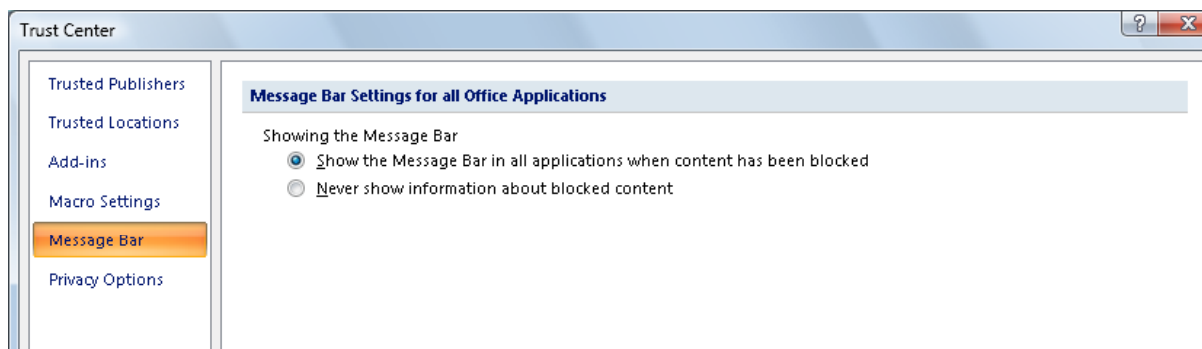 Trust Center
Trusted Publishers
Trusted Locations
Add-ins
Macro Settings
Message Bar
Privacy Options
Message Bar Settings for all Office Applications
Showing the Message Bar
Show the Message Bar in all applications when content has been blocked
Never show information about blocked content